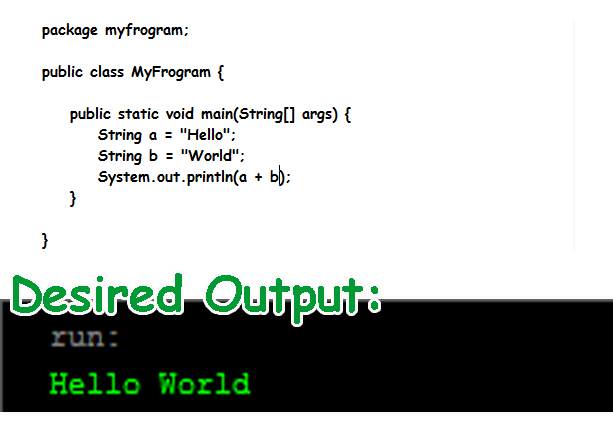 package myfrogram;
public class MyFrogram {
public static void main(String[] args) {
String a = "Hello";
String b = "World";
System.out.println(a + b);
}
}
Desired Output:
run:
Hello World